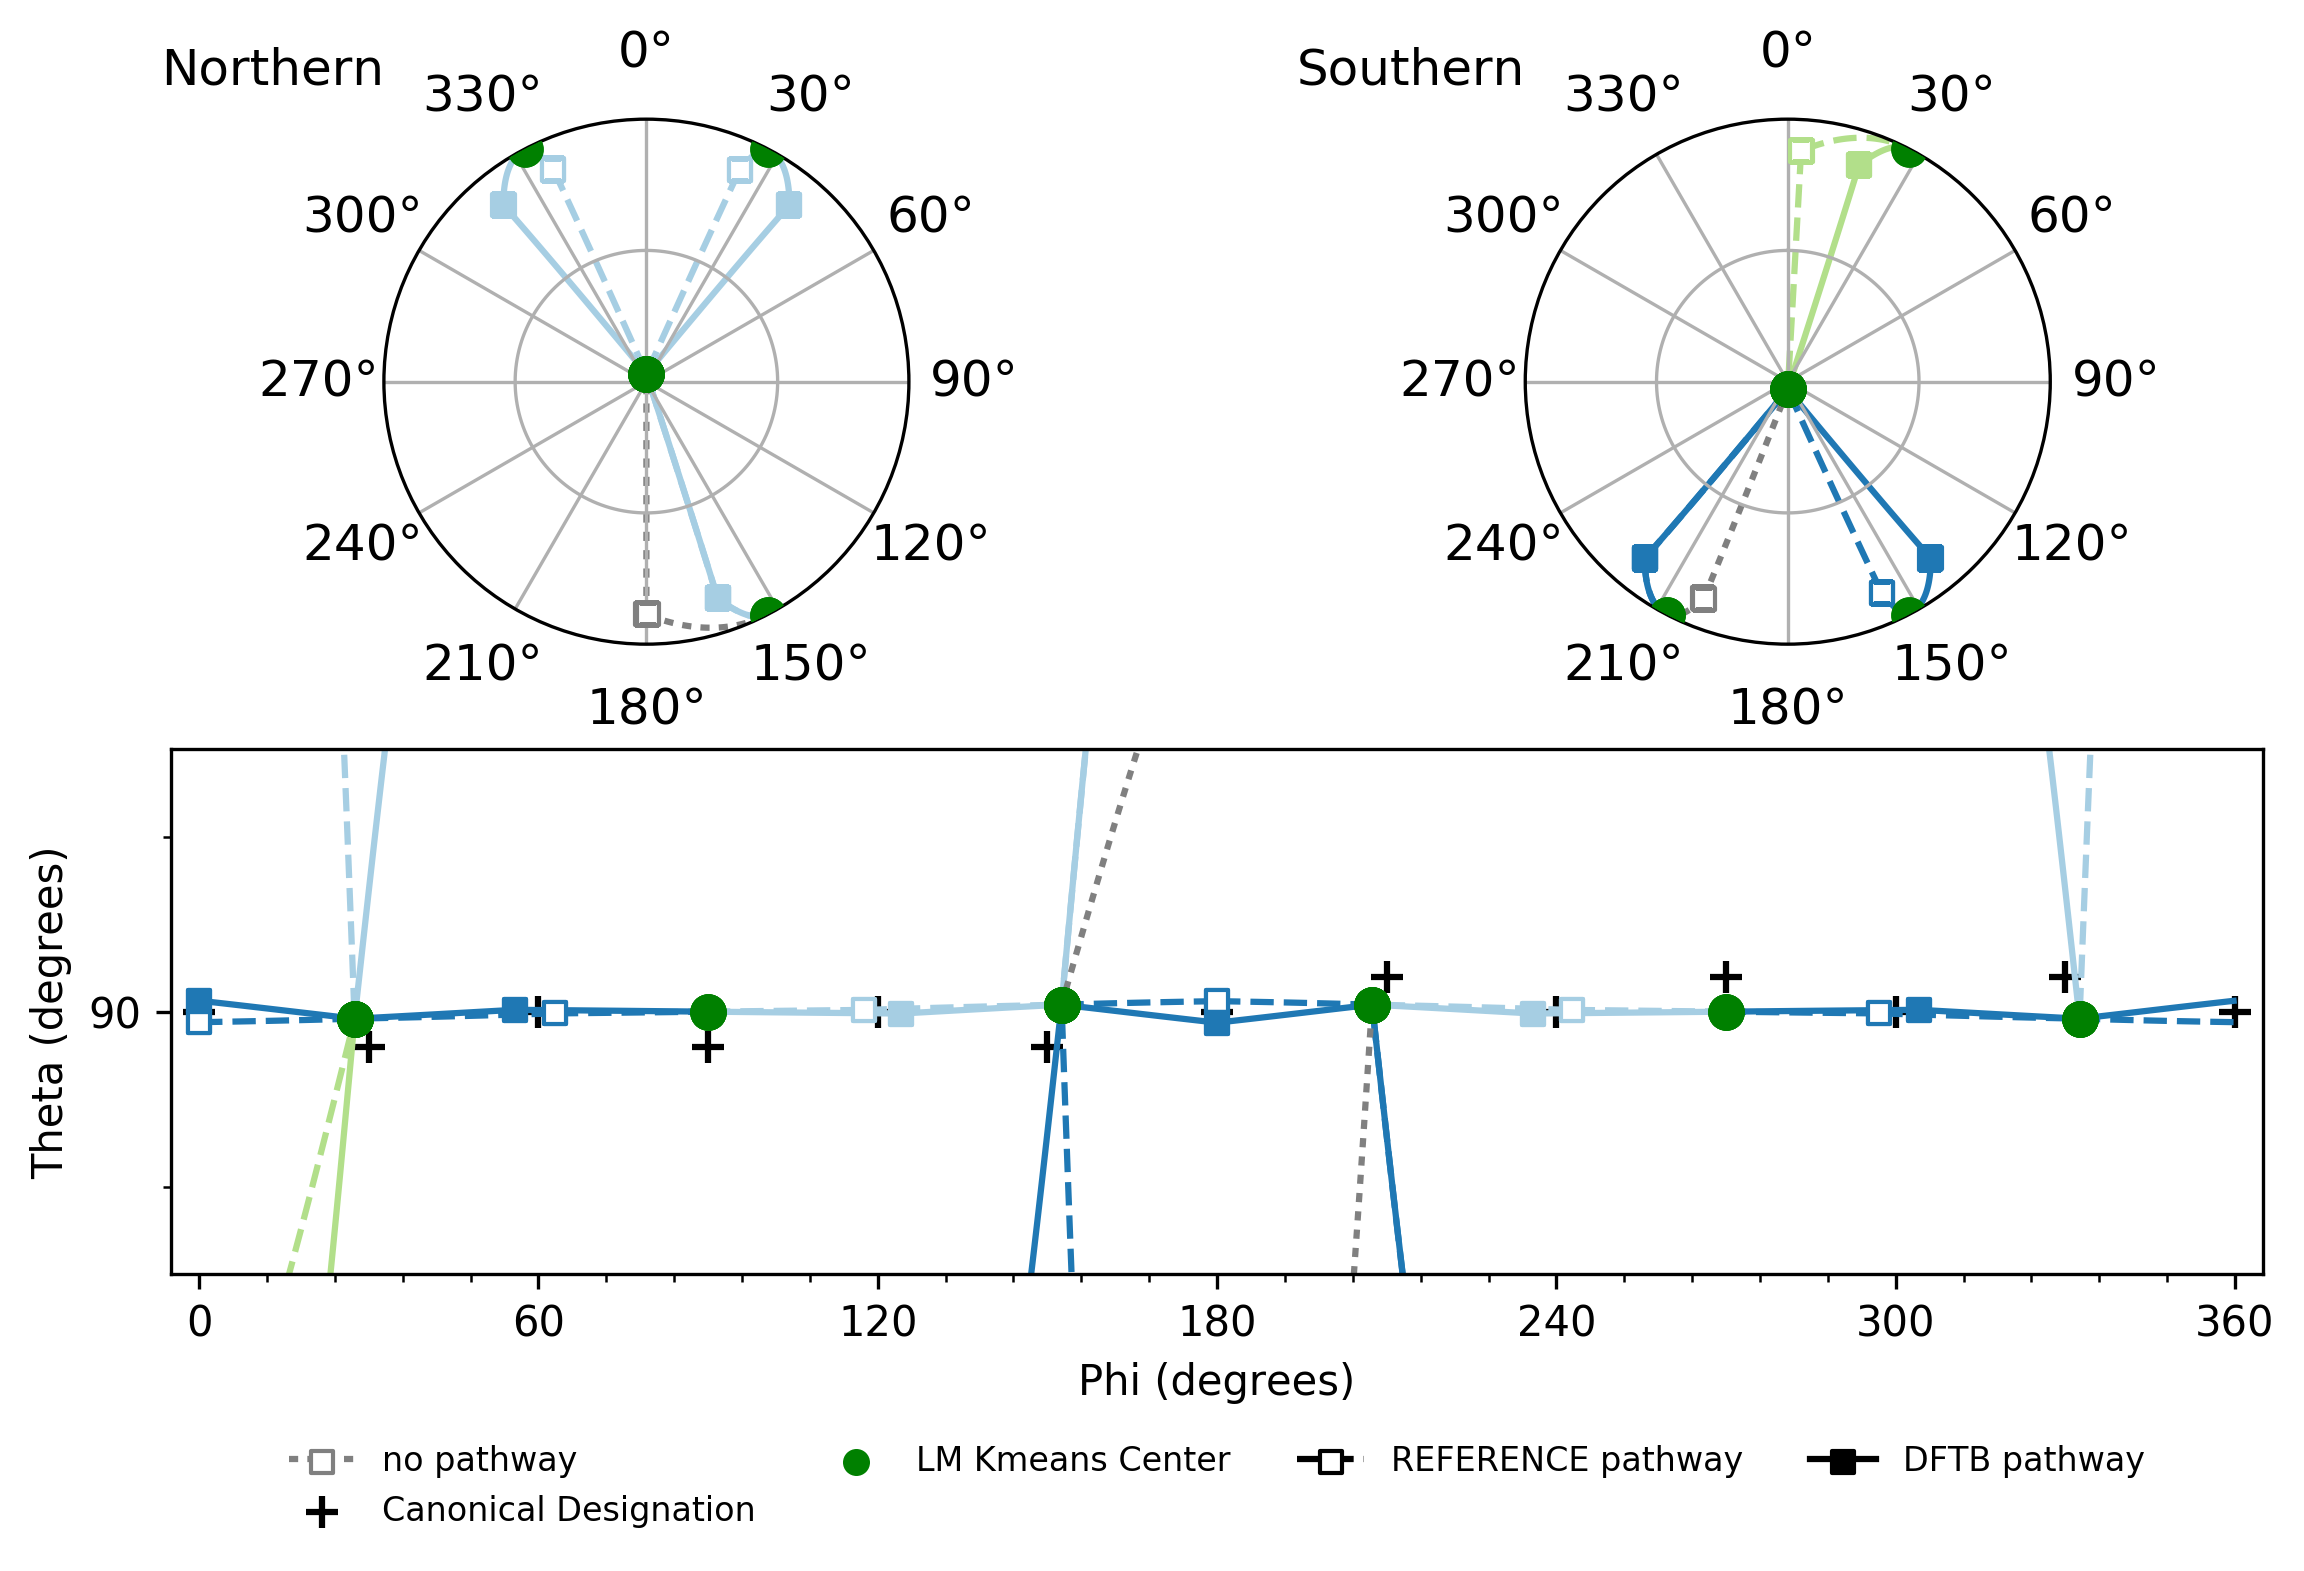 Northern
0°
330°
30°
300°
60°
270°
90°
240°
120°
210°
150°
180°
Southern
0°
330°
30°
300°
60°
270°
90°
240°
120°
210°
150°
180°
Theta (degrees)
90
0 60 120 180 240 300 360
Phi (degrees)
no pathway
Canonical Designation
LM Kmeans Center
REFERENCE pathway
DFTB pathway